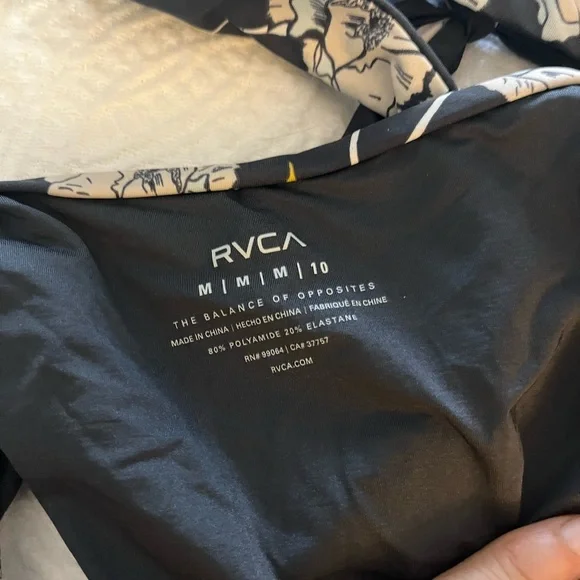 RVCA
M | M | M | 10
THE BALANCE OF OPPOSITES
MADE IN CHINA | HECHO EN CHINA | FABRIQUÉ EN CHINE
80% POLYAMIDE 20% ELASTANE
RN# 99064 | CA# 37757
RVCA.COM